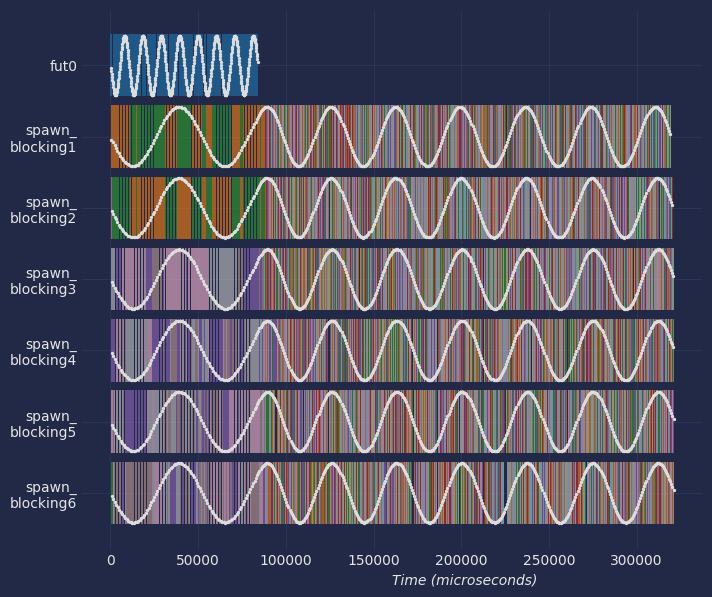 fut0
spawn_
blocking1
spawn_
blocking2
spawn_
blocking3
spawn_
blocking4
spawn_
blocking5
spawn_
blocking6
0 50000 100000 150000 200000 250000 300000
Time (microseconds)